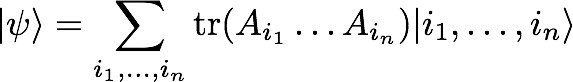 |ψ⟩ = ∑_{i_1,...,i_n} tr(A_{i_1} ... A_{i_n})|i_1, ..., i_n⟩